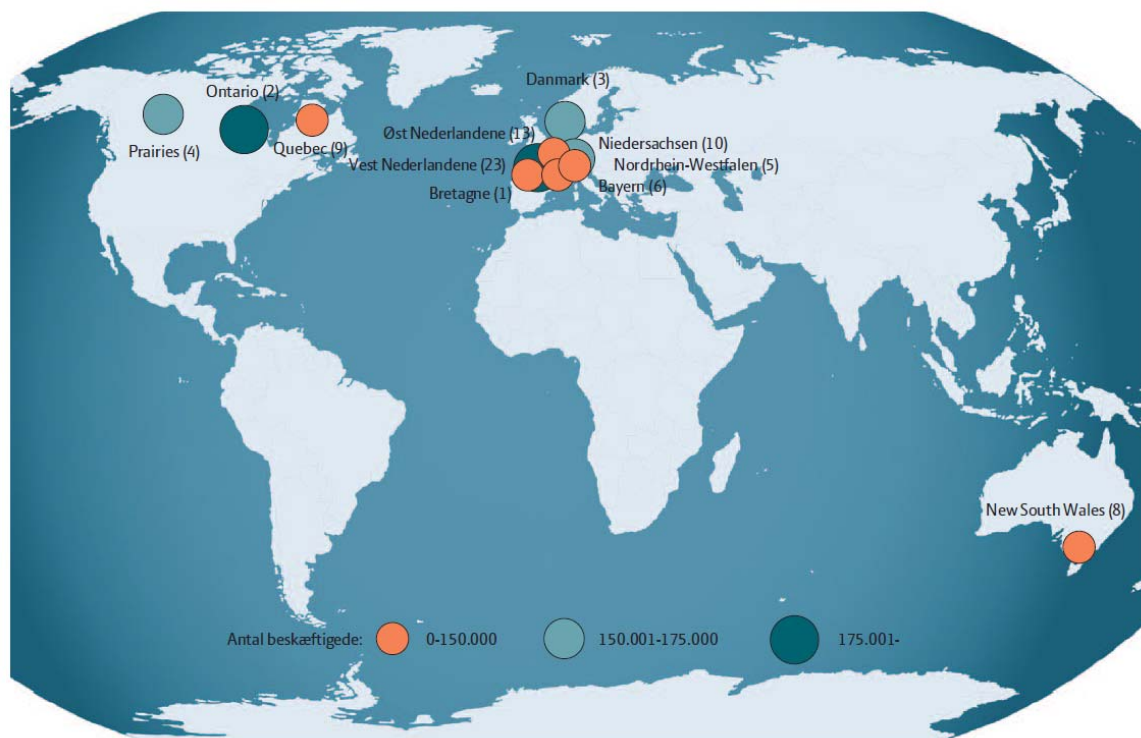 Danmark (3)
Ontario (2)
Øst Nederlandene (13)
Niedersachsen (10)
Prairies (4)
Quebec (9)
Vest Nederlandene (23)
Nordrhein-Westfalen (5)
Bretagne (1)
Bayern (6)
New South Wales (8)
Antal beskæftigede: 0-150.000 150.001-175.000 175.001-